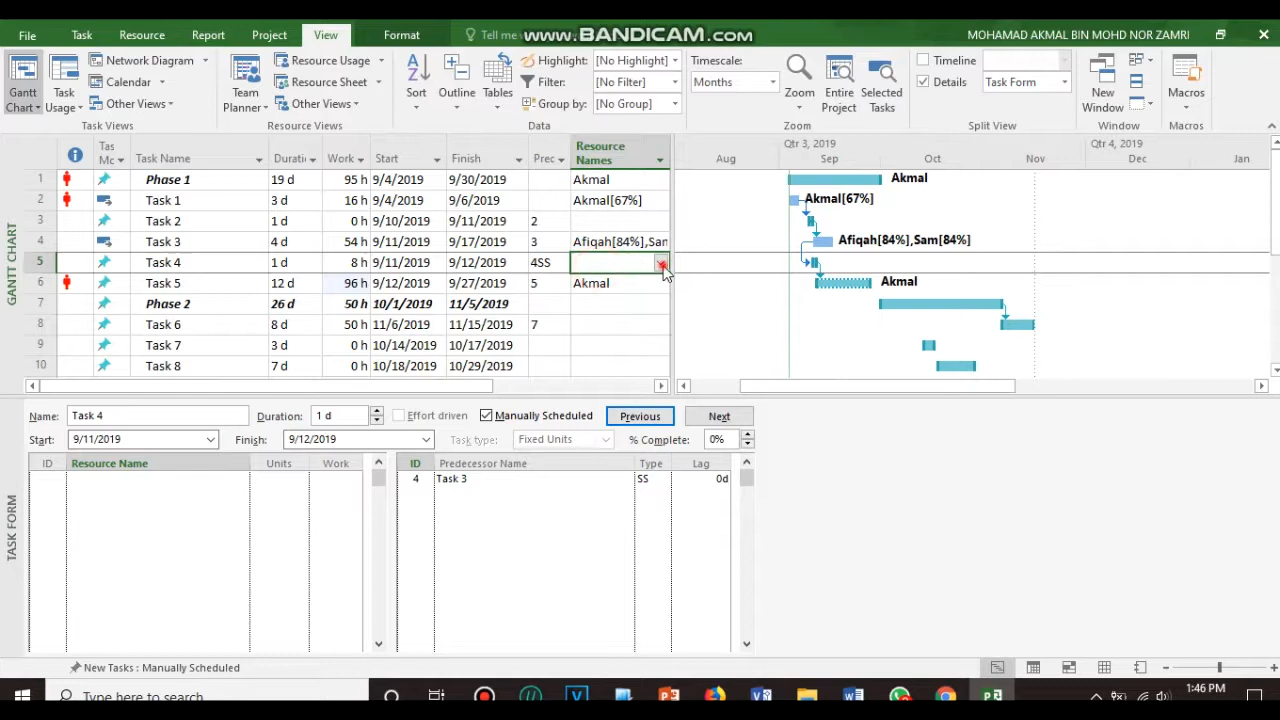 File Task Resource Report Project View Format Tell me www.BANDICAM.com MOHAMAD AKMAL BIN MOHD NOR ZAMRI
Gantt Chart
Task Usage
Network Diagram
Calendar
Other Views
Task Views
Team Planner
Resource Usage
Resource Sheet
Other Views
Resource Views
Sort
Outline
Tables
Highlight: [No Highlight]
Filter: [No Filter]
Group by: [No Group]
Data
Timescale:
Months
Zoom
Entire Project
Selected Tasks
Zoom
Timeline
Details Task Form
Split View
New Window
Window
Macros
Macros
GANTT CHART
Tas Mc Task Name Duratic Work Start Finish Prec Resource Names
1 Phase 1 19 d 95 h 9/4/2019 9/30/2019 Akmal
2 Task 1 3 d 16 h 9/4/2019 9/6/2019 Akmal[67%]
3 Task 2 1 d 0 h 9/10/2019 9/11/2019 2
4 Task 3 4 d 54 h 9/11/2019 9/17/2019 3 Afiqah[84%],Sam
5 Task 4 1 d 8 h 9/11/2019 9/12/2019 4SS
6 Task 5 12 d 96 h 9/12/2019 9/27/2019 5 Akmal
7 Phase 2 26 d 50 h 10/1/2019 11/5/2019
8 Task 6 8 d 50 h 11/6/2019 11/15/2019 7
9 Task 7 3 d 0 h 10/14/2019 10/17/2019
10 Task 8 7 d 0 h 10/18/2019 10/29/2019
Qtr 3, 2019 Qtr 4, 2019
Aug Sep Oct Nov Dec Jan
Akmal
Akmal[67%]
Afiqah[84%],Sam[84%]
Akmal
TASK FORM
Name: Task 4 Duration: 1 d Effort driven Manually Scheduled Previous Next
Start: 9/11/2019 Finish: 9/12/2019 Task type: Fixed Units % Complete: 0%
ID Resource Name Units Work ID Predecessor Name Type Lag
4 Task 3 SS 0d
New Tasks : Manually Scheduled
Type here to search
1:46 PM